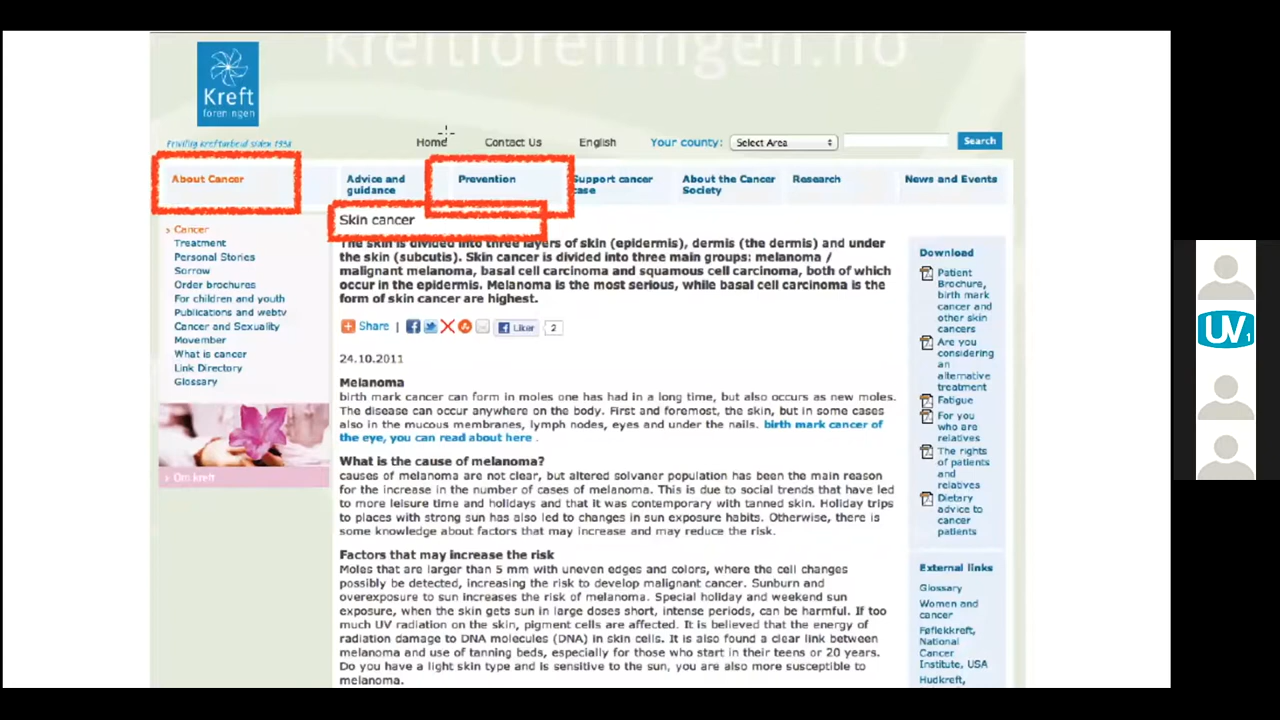 kreftforeningen.no
Kreft
foreningen
Frivillig kreftarbeid siden 1938
Home
Contact Us
English
Your county:
Select Area
Search
About Cancer
Advice and
guidance
Prevention
Support cancer
case
About the Cancer
Society
Research
News and Events
Cancer
Treatment
Personal Stories
Sorrow
Order brochures
For children and youth
Publications and webtv
Cancer and Sexuality
Movember
What is cancer
Link Directory
Glossary
Om kreft
Skin cancer
The skin is divided into three layers of skin (epidermis), dermis (the dermis) and under
the skin (subcutis). Skin cancer is divided into three main groups: melanoma /
malignant melanoma, basal cell carcinoma and squamous cell carcinoma, both of which
occur in the epidermis. Melanoma is the most serious, while basal cell carcinoma is the
form of skin cancer are highest.
Share |
Liker
2
24.10.2011
Melanoma
birth mark cancer can form in moles one has had in a long time, but also occurs as new moles.
The disease can occur anywhere on the body. First and foremost, the skin, but in some cases
also in the mucous membranes, lymph nodes, eyes and under the nails. birth mark cancer of
the eye, you can read about here .
What is the cause of melanoma?
causes of melanoma are not clear, but altered solvaner population has been the main reason
for the increase in the number of cases of melanoma. This is due to social trends that have led
to more leisure time and holidays and that it was contemporary with tanned skin. Holiday trips
to places with strong sun has also led to changes in sun exposure habits. Otherwise, there is
some knowledge about factors that may increase and may reduce the risk.
Factors that may increase the risk
Moles that are larger than 5 mm with uneven edges and colors, where the cell changes
possibly be detected, increasing the risk to develop malignant cancer. Sunburn and
overexposure to sun increases the risk of melanoma. Special holiday and weekend sun
exposure, when the skin gets sun in large doses short, intense periods, can be harmful. If too
much UV radiation on the skin, pigment cells are affected. It is believed that the energy of
radiation damage to DNA molecules (DNA) in skin cells. It is also found a clear link between
melanoma and use of tanning beds, especially for those who start in their teens or 20 years.
Do you have a light skin type and is sensitive to the sun, you are also more susceptible to
melanoma.
Download
Patient
Brochure,
birth mark
cancer and
other skin
cancers
Are you
considering
an
alternative
treatment
Fatigue
For you
who are
relatives
The rights
of patients
and
relatives
Dietary
advice to
cancer
patients
External links
Glossary
Women and
cancer
Føflekkreft,
National
Cancer
Institute, USA
Hudkreft,
UV
1